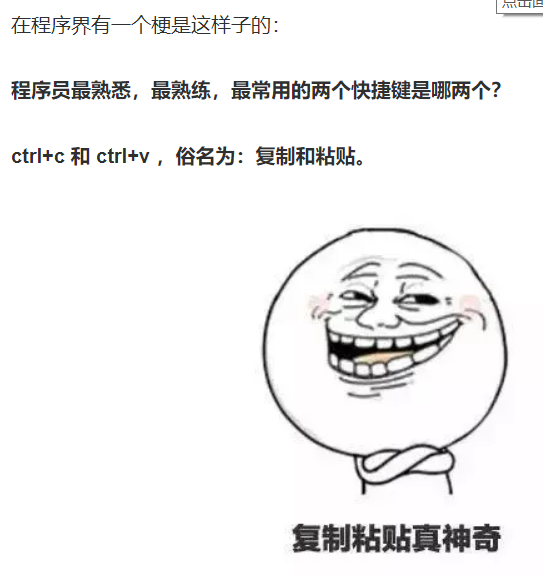 点击
在程序界有一个梗是这样子的：
程序员最熟悉，最熟练，最常用的两个快捷键是哪两个？
ctrl+c 和 ctrl+v ，俗名为：复制和粘贴。
复制粘贴真神奇